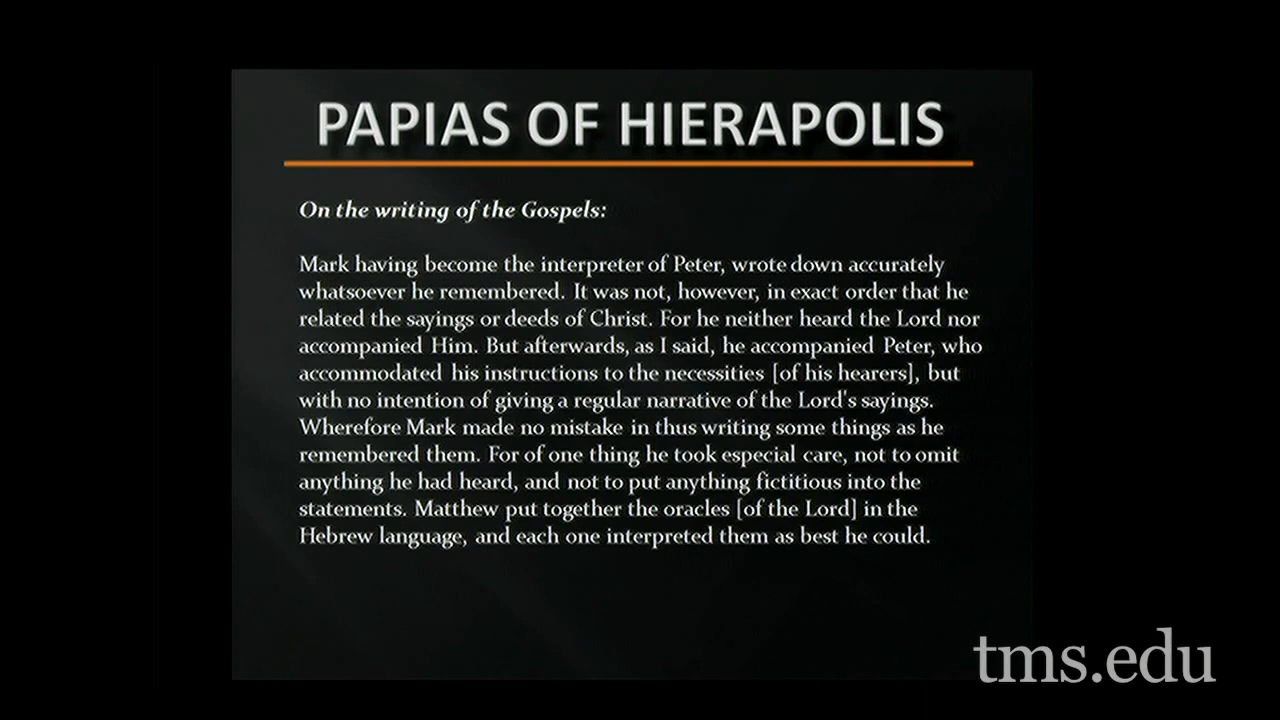 PAPIAS OF HIERAPOLIS
On the writing of the Gospels:
Mark having become the interpreter of Peter, wrote down accurately
whatsoever he remembered. It was not, however, in exact order that he
related the sayings or deeds of Christ. For he neither heard the Lord nor
accompanied Him. But afterwards, as I said, he accompanied Peter, who
accommodated his instructions to the necessities [of his hearers], but
with no intention of giving a regular narrative of the Lord's sayings.
Wherefore Mark made no mistake in thus writing some things as he
remembered them. For of one thing he took especial care, not to omit
anything he had heard, and not to put anything fictitious into the
statements. Matthew put together the oracles [of the Lord] in the
Hebrew language, and each one interpreted them as best he could.
tms.edu